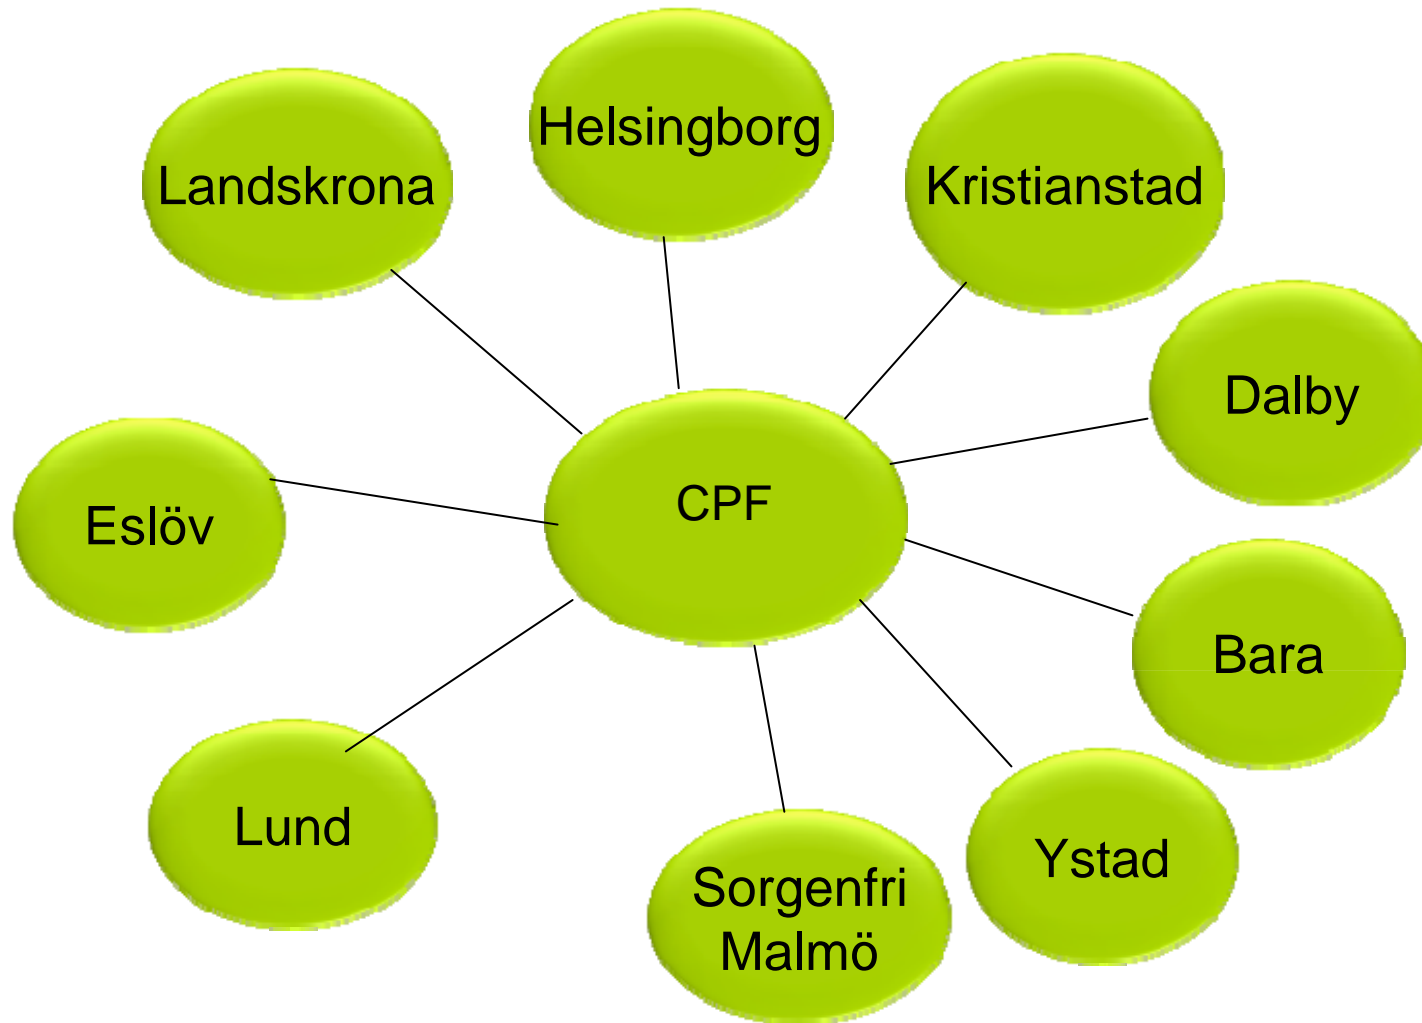 Helsingborg
Landskrona
Kristianstad
Dalby
CPF
Eslöv
Bara
Lund
Ystad
Sorgenfri
Malmö